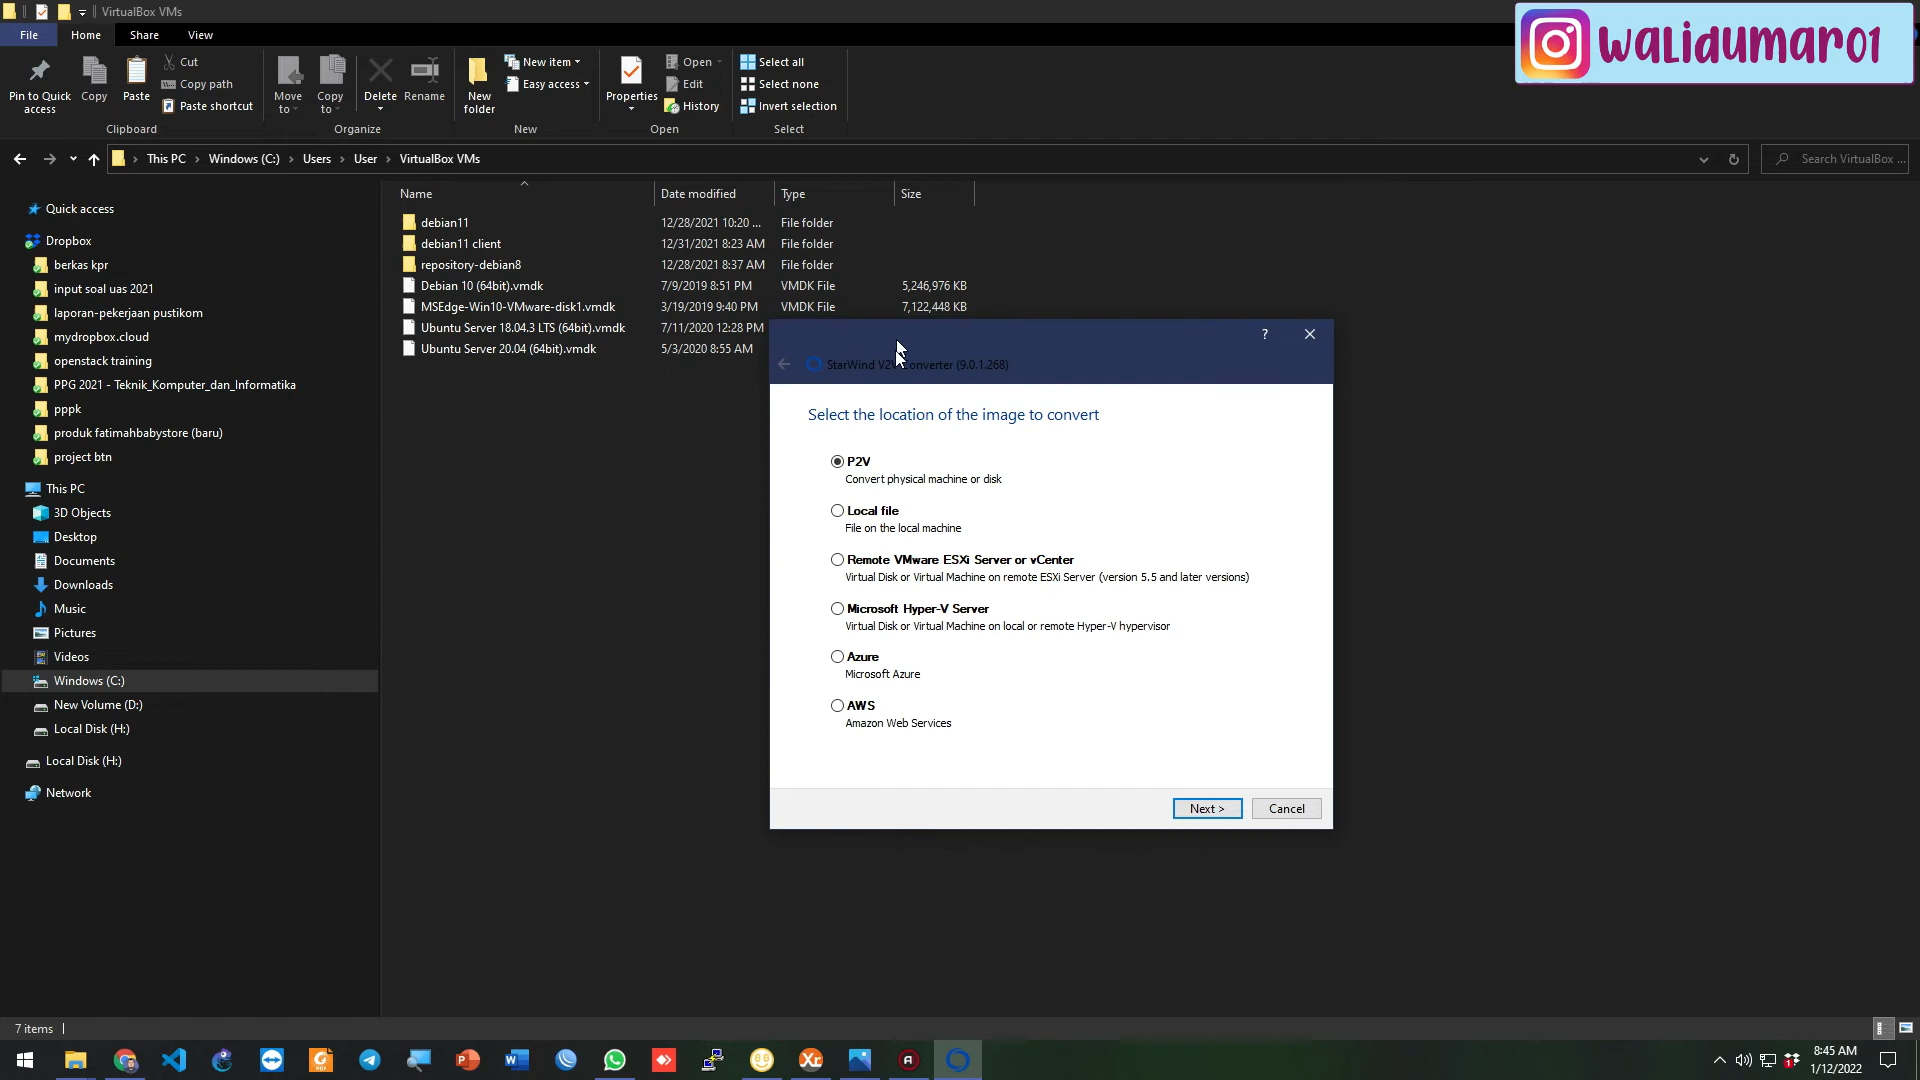 VirtualBox VMs
File
Home
Share
View
Pin to Quick access
Copy
Paste
Cut
Copy path
Paste shortcut
Clipboard
Move to
Copy to
Delete
Rename
Organize
New folder
New item
Easy access
New
Properties
Open
Edit
History
Open
Select all
Select none
Invert selection
Select
walidumar01
This PC
Windows (C:)
Users
User
VirtualBox VMs
Search VirtualBox ...
Name
Date modified
Type
Size
debian11 12/28/2021 10:20 ... File folder
debian11 client 12/31/2021 8:23 AM File folder
repository-debian8 12/28/2021 8:37 AM File folder
Debian 10 (64bit).vmdk 7/9/2019 8:51 PM VMDK File 5,246,976 KB
MSEdge-Win10-VMware-disk1.vmdk 3/19/2019 9:40 PM VMDK File 7,122,448 KB
Ubuntu Server 18.04.3 LTS (64bit).vmdk 7/11/2020 12:28 PM
Ubuntu Server 20.04 (64bit).vmdk 5/3/2020 8:55 AM
Quick access
Dropbox
berkas kpr
input soal uas 2021
laporan-pekerjaan pustikom
mydropbox.cloud
openstack training
PPG 2021 - Teknik_Komputer_dan_Informatika
pppk
produk fatimahbabystore (baru)
project btn
This PC
3D Objects
Desktop
Documents
Downloads
Music
Pictures
Videos
Windows (C:)
New Volume (D:)
Local Disk (H:)
Local Disk (H:)
Network
StarWind V2V Converter (9.0.1.268)
Select the location of the image to convert
P2V
Convert physical machine or disk
Local file
File on the local machine
Remote VMware ESXi Server or vCenter
Virtual Disk or Virtual Machine on remote ESXi Server (version 5.5 and later versions)
Microsoft Hyper-V Server
Virtual Disk or Virtual Machine on local or remote Hyper-V hypervisor
Azure
Microsoft Azure
AWS
Amazon Web Services
Next >
Cancel
7 items
8:45 AM
1/12/2022